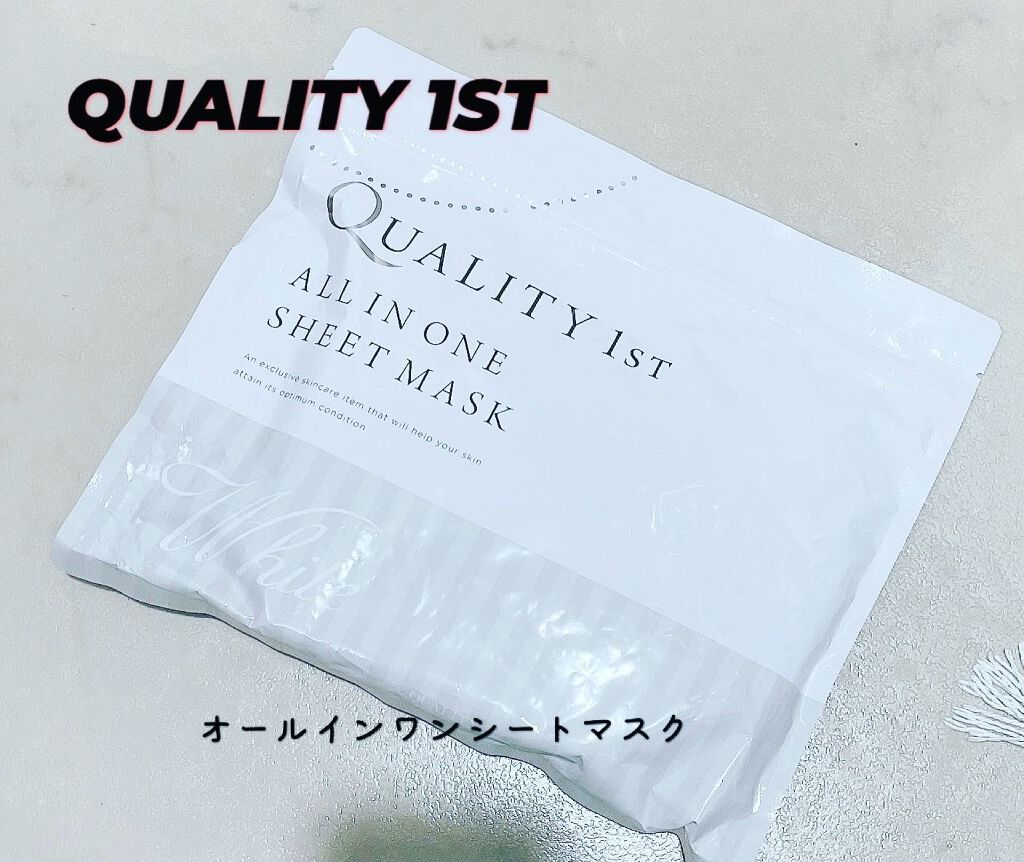 QUALITY 1ST
QUALITY 1ST
ALL IN ONE
SHEET MASK
An exclusive skincare item that will help your skin
attain its optimum condition
White
オールインワンシートマスク